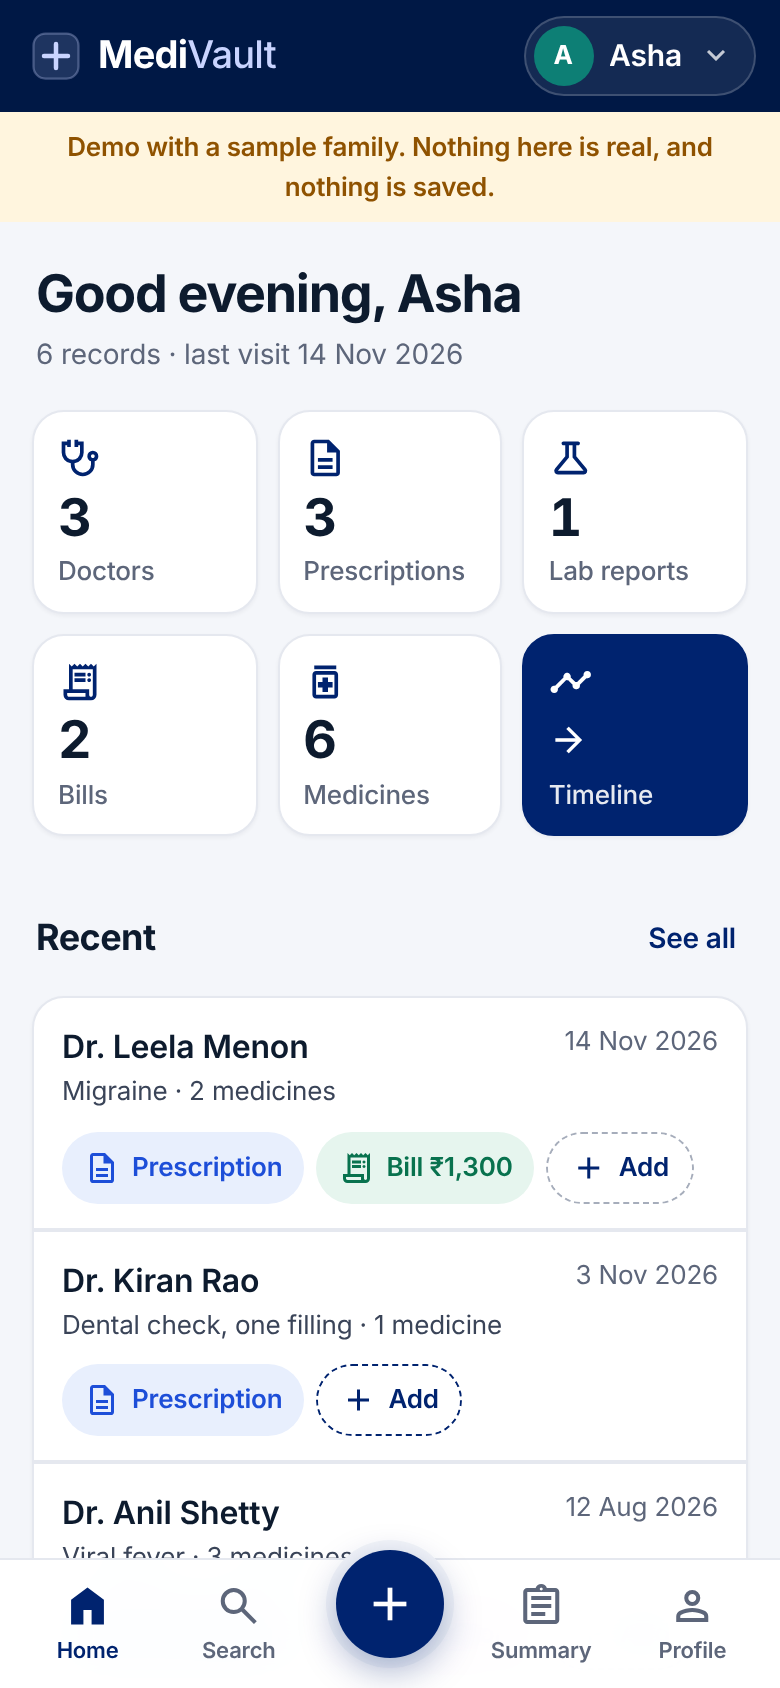 MediVault
A Asha
Demo with a sample family. Nothing here is real, and
nothing is saved.
Good evening, Asha
6 records · last visit 14 Nov 2026
3
Doctors
3
Prescriptions
1
Lab reports
2
Bills
6
Medicines
Timeline
Recent
See all
Dr. Leela Menon
14 Nov 2026
Migraine · 2 medicines
Prescription
Bill ₹1,300
Add
Dr. Kiran Rao
3 Nov 2026
Dental check, one filling · 1 medicine
Prescription
Add
Dr. Anil Shetty
12 Aug 2026
Viral fever · 3 medicines
Home
Search
Summary
Profile